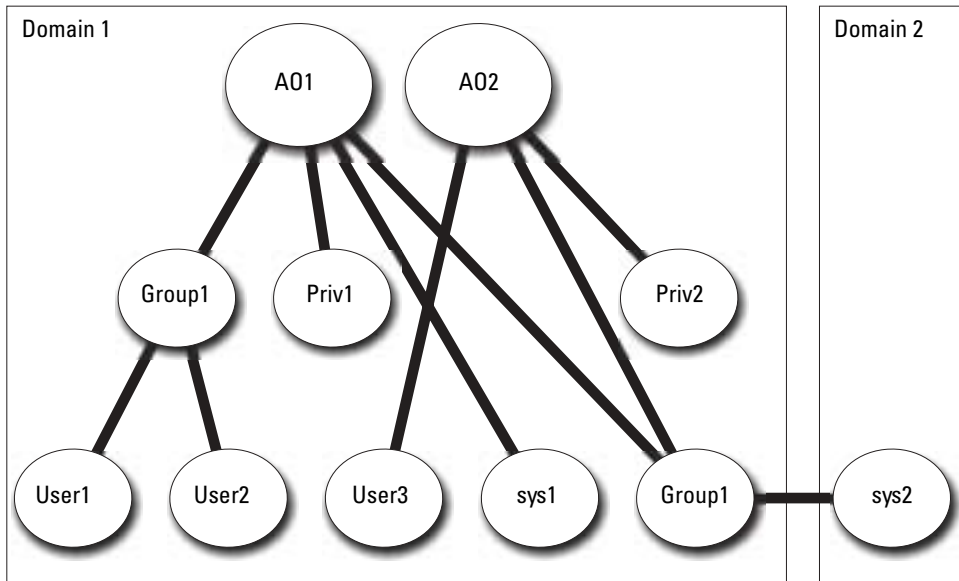 Domain 1
Domain 2
AO1
AO2
Group1
Priv1
Priv2
User1
User2
User3
sys1
Group1
sys2